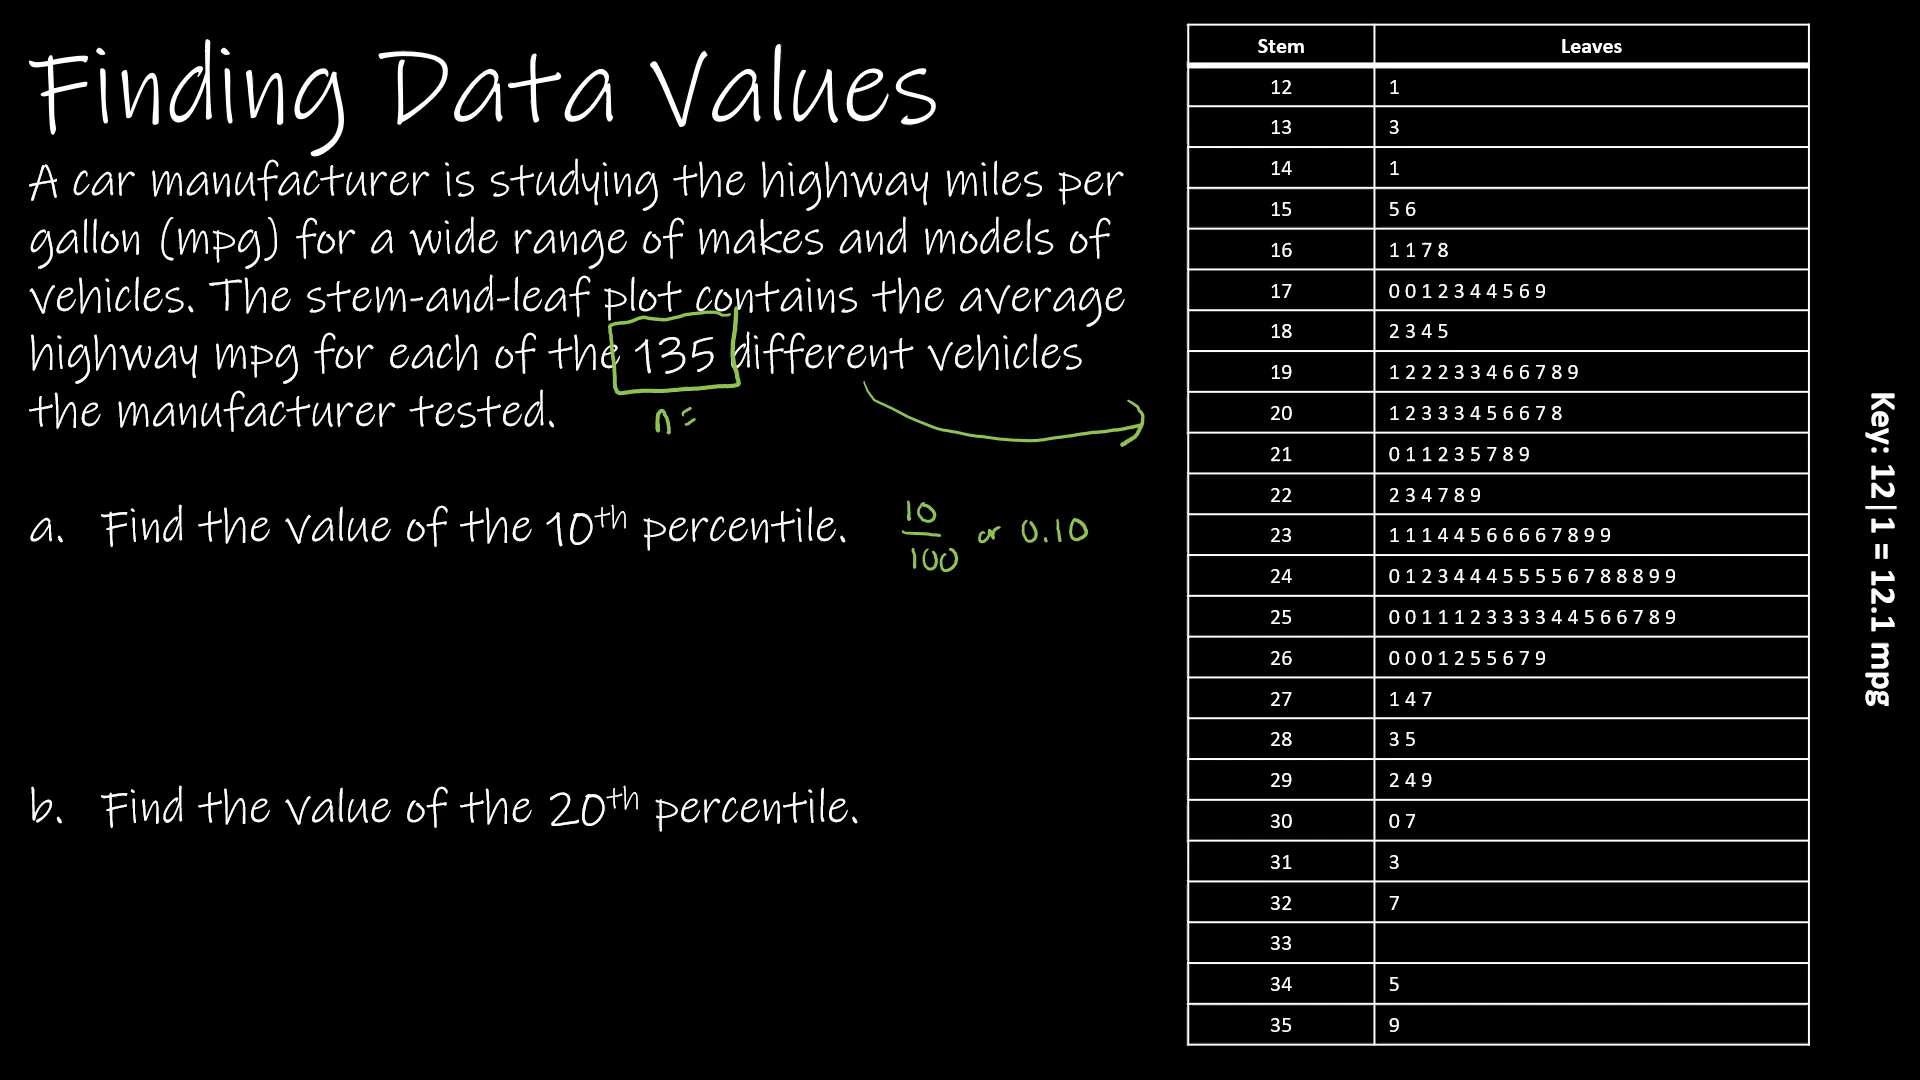 Finding Data Values
A car manufacturer is studying the highway miles per
gallon (mpg) for a wide range of makes and models of
vehicles. The stem-and-leaf plot contains the average
highway mpg for each of the 135 different vehicles
the manufacturer tested.
n =
a. Find the value of the 10th percentile.
10
100
or 0.10
b. Find the value of the 20th percentile.
Stem Leaves
12 1
13 3
14 1
15 5 6
16 1 1 7 8
17 0 0 1 2 3 4 4 5 6 9
18 2 3 4 5
19 1 2 2 2 3 3 4 6 6 7 8 9
20 1 2 3 3 3 4 5 6 6 7 8
21 0 1 1 2 3 5 7 8 9
22 2 3 4 7 8 9
23 1 1 1 4 4 5 6 6 6 6 7 8 9 9
24 0 1 2 3 4 4 4 5 5 5 5 6 7 8 8 8 9 9
25 0 0 1 1 1 2 3 3 3 3 4 4 5 6 6 7 8 9
26 0 0 0 1 2 5 5 6 7 9
27 1 4 7
28 3 5
29 2 4 9
30 0 7
31 3
32 7
33
34 5
35 9
Key: 12|1 = 12.1 mpg